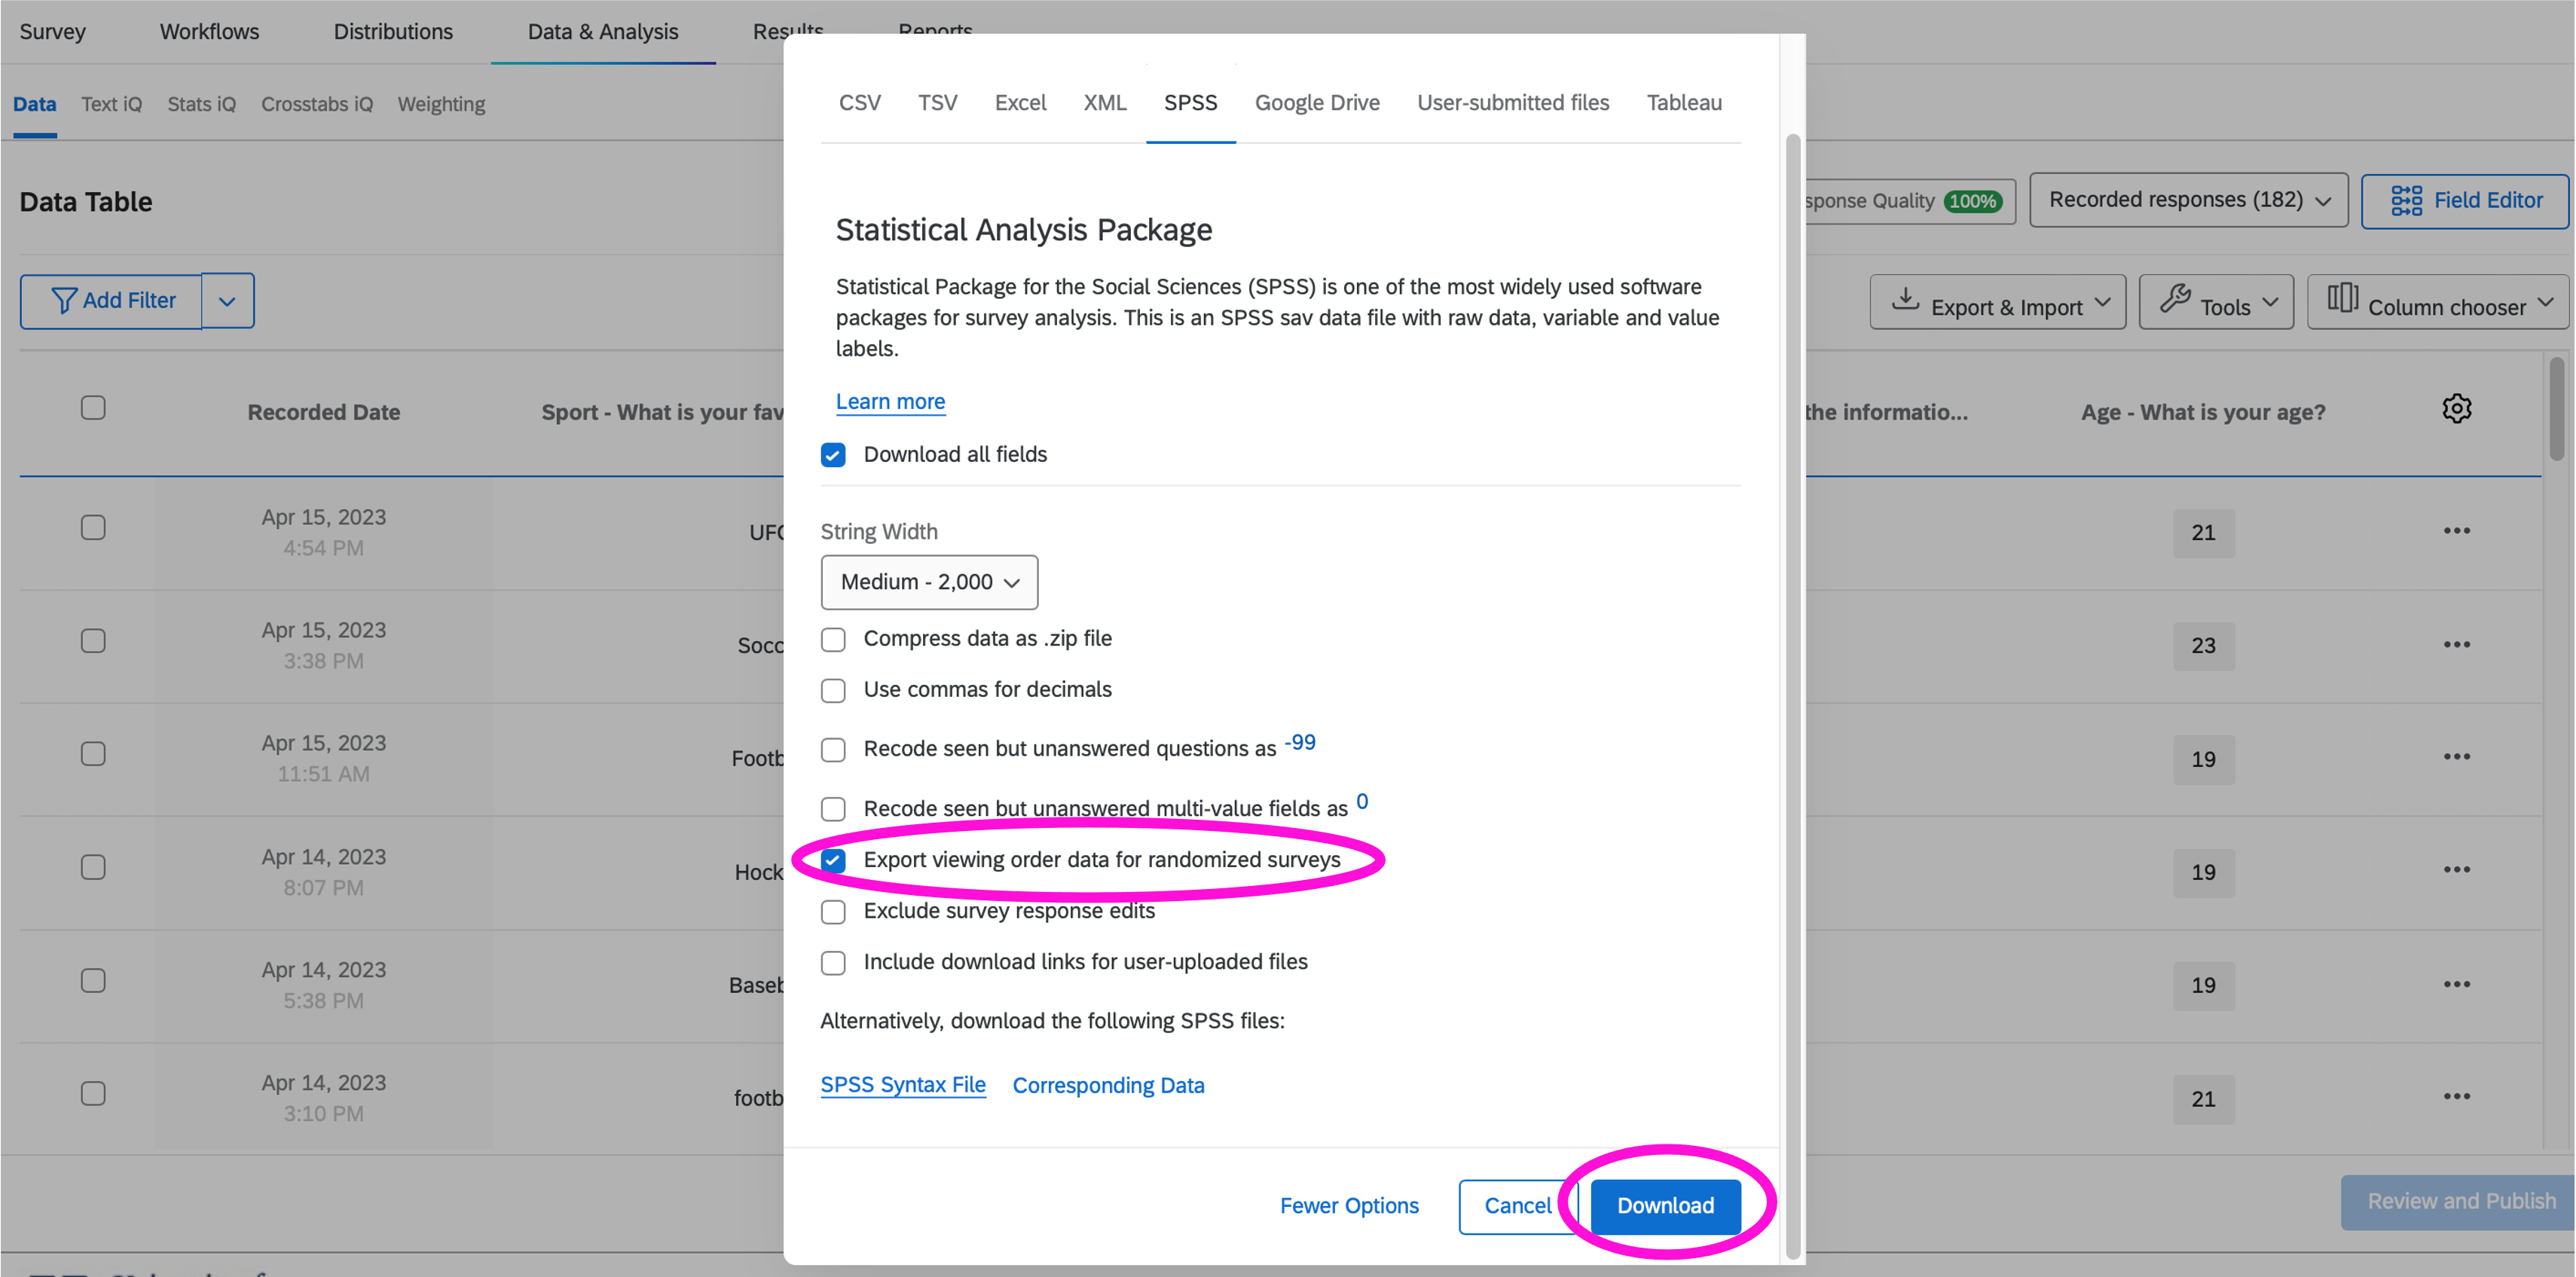 Survey Workflows Distributions Data & Analysis Results Reports
Data Text iQ Stats iQ Crosstabs iQ Weighting
CSV TSV Excel XML SPSS Google Drive User-submitted files Tableau
Data Table
sponse Quality 100% Recorded responses (182) Field Editor
Add Filter
Export & Import Tools Column chooser
Statistical Analysis Package
Statistical Package for the Social Sciences (SPSS) is one of the most widely used software
packages for survey analysis. This is an SPSS sav data file with raw data, variable and value
labels.
Learn more
Download all fields
String Width
Medium - 2,000
Compress data as .zip file
Use commas for decimals
Recode seen but unanswered questions as -99
Recode seen but unanswered multi-value fields as 0
Export viewing order data for randomized surveys
Exclude survey response edits
Include download links for user-uploaded files
Alternatively, download the following SPSS files:
SPSS Syntax File Corresponding Data
Fewer Options Cancel Download
Recorded Date Sport - What is your fav the informatio... Age - What is your age?
Apr 15, 2023
4:54 PM
UFC 21
Apr 15, 2023
3:38 PM
Socc 23
Apr 15, 2023
11:51 AM
Footb 19
Apr 14, 2023
8:07 PM
Hock 19
Apr 14, 2023
5:38 PM
Baseb 19
Apr 14, 2023
3:10 PM
footb 21
Review and Publish